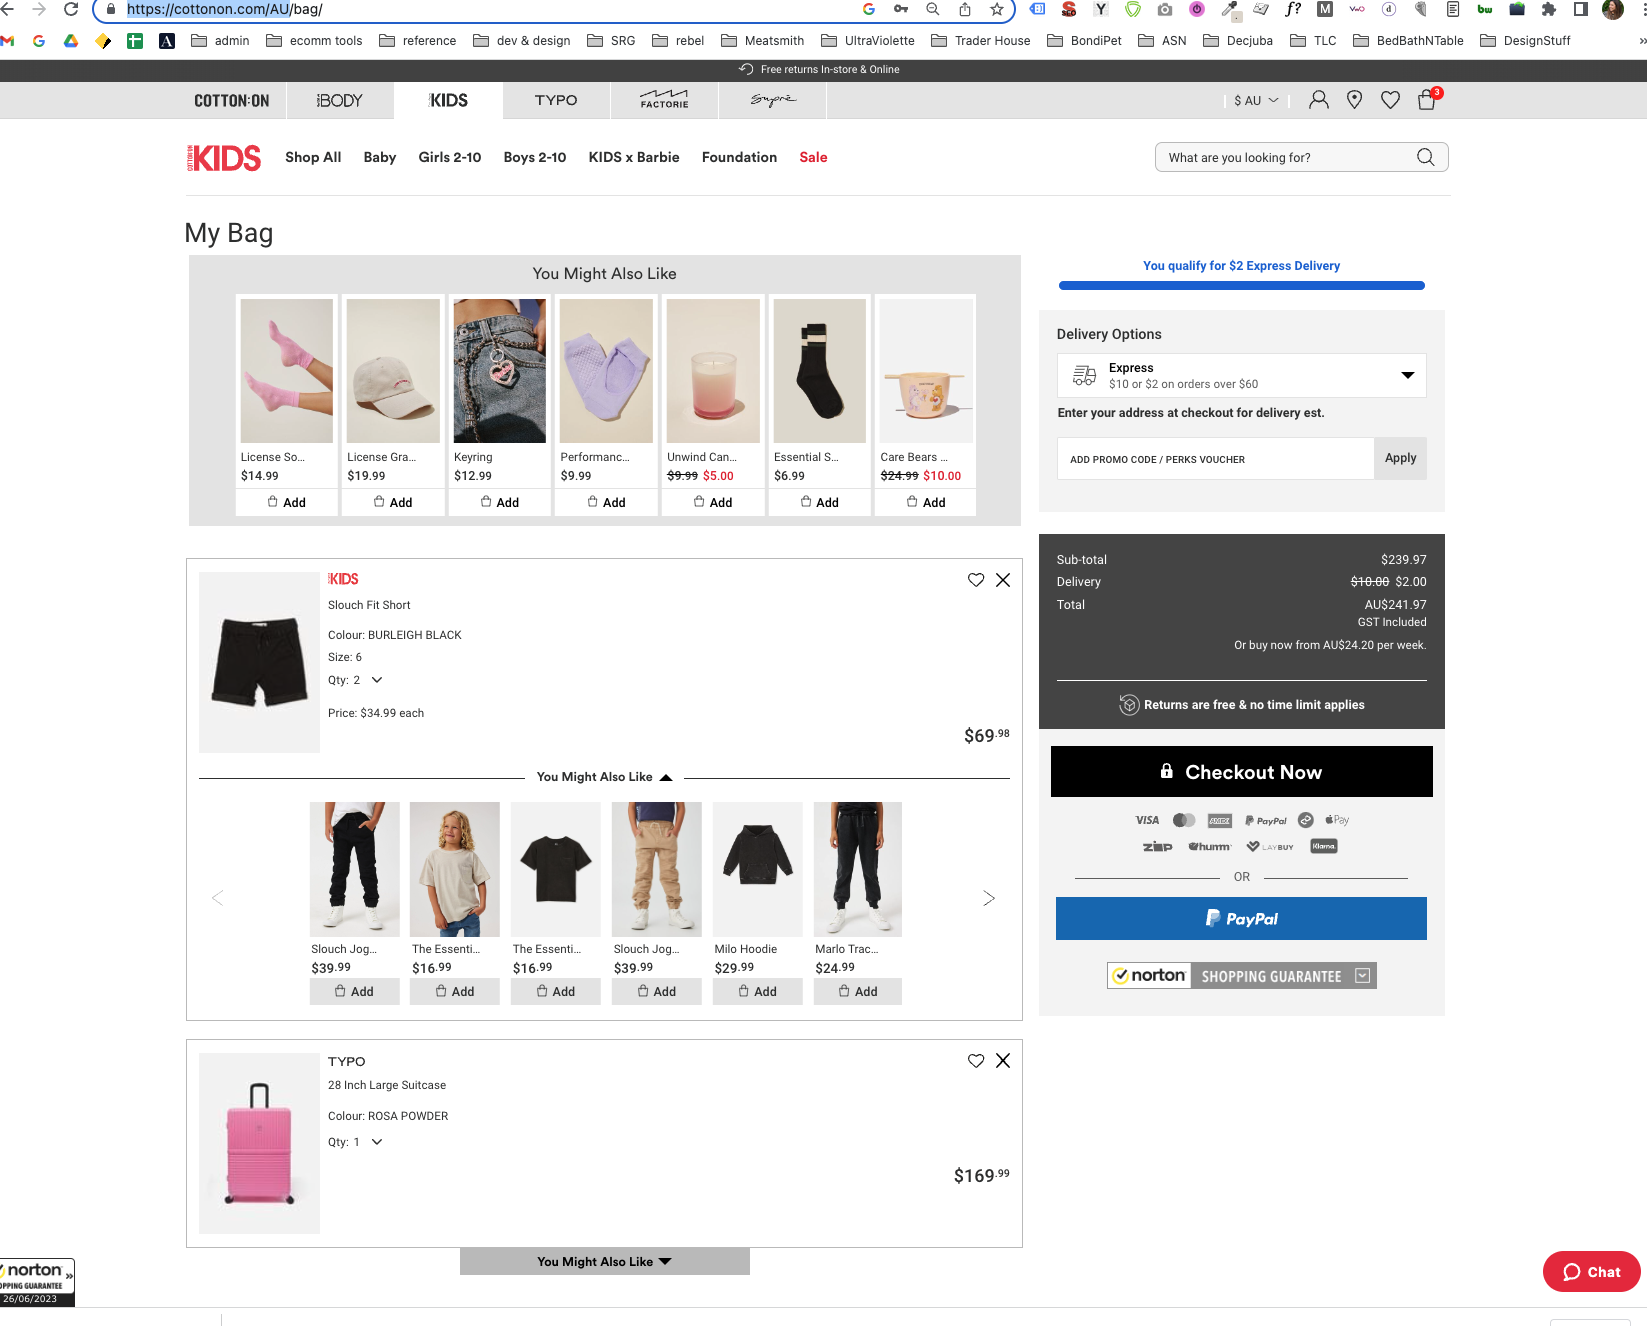 https://cottonon.com/AU/bag/
admin
ecomm tools
reference
dev & design
SRG
rebel
Meatsmith
UltraViolette
Trader House
BondiPet
ASN
Decjuba
TLC
BedBathNTable
DesignStuff
Free returns In-store & Online
COTTON:ON
BODY
KIDS
TYPO
FACTORIE
Supré
$ AU
3
KIDS
Shop All
Baby
Girls 2-10
Boys 2-10
KIDS x Barbie
Foundation
Sale
What are you looking for?
My Bag
You Might Also Like
License So...
$14.99
Add
License Gra...
$19.99
Add
Keyring
$12.99
Add
Performanc...
$9.99
Add
Unwind Can...
$9.99 $5.00
Add
Essential S...
$6.99
Add
Care Bears ...
$24.99 $10.00
Add
You qualify for $2 Express Delivery
Delivery Options
Express
$10 or $2 on orders over $60
Enter your address at checkout for delivery est.
ADD PROMO CODE / PERKS VOUCHER
Apply
Sub-total $239.97
Delivery $10.00 $2.00
Total AU$241.97
GST Included
Or buy now from AU$24.20 per week.
Returns are free & no time limit applies
Checkout Now
VISA
AMEX
PayPal
Pay
zip
humm
LAYBUY
Klarna.
OR
PayPal
norton
SHOPPING GUARANTEE
KIDS
Slouch Fit Short
Colour: BURLEIGH BLACK
Size: 6
Qty: 2
Price: $34.99 each
$69.98
You Might Also Like
Slouch Jog...
$39.99
Add
The Essenti...
$16.99
Add
The Essenti...
$16.99
Add
Slouch Jog...
$39.99
Add
Milo Hoodie
$29.99
Add
Marlo Trac...
$24.99
Add
TYPO
28 Inch Large Suitcase
Colour: ROSA POWDER
Qty: 1
$169.99
You Might Also Like
norton
OPPING GUARANTEE
26/06/2023
Chat